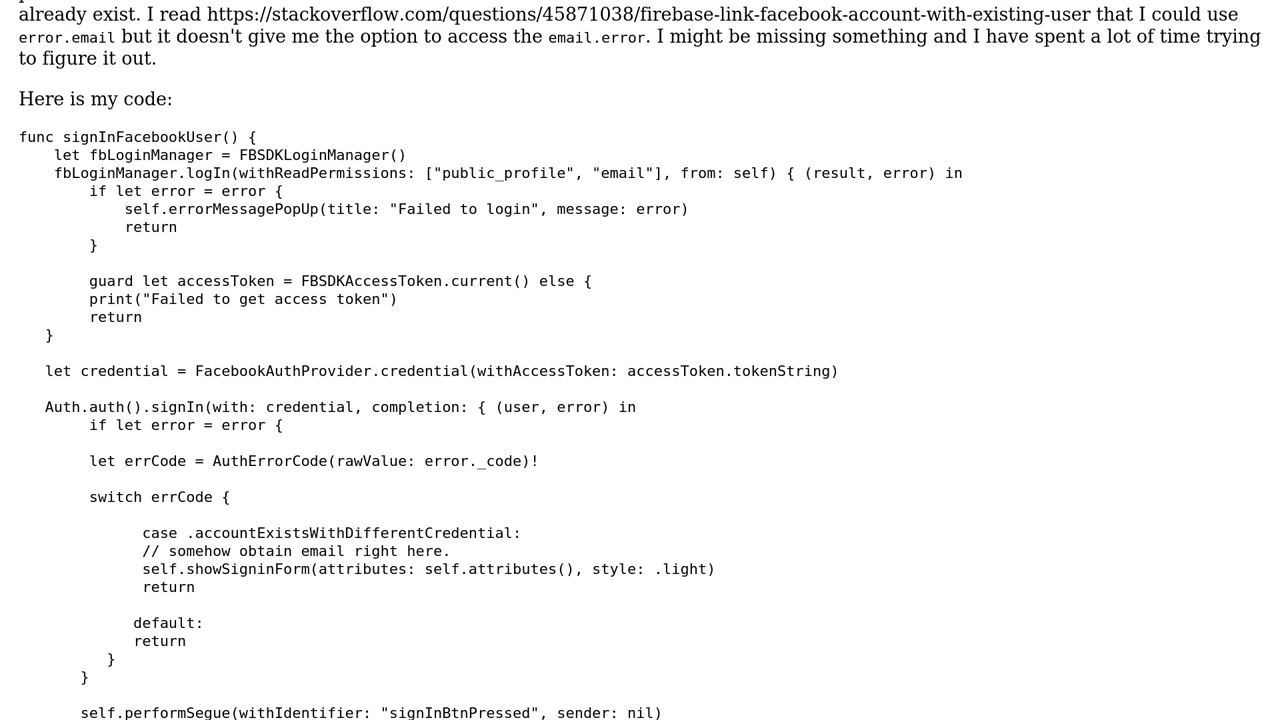 already exist. I read https://stackoverflow.com/questions/45871038/firebase-link-facebook-account-with-existing-user that I could use
error.email but it doesn't give me the option to access the email.error. I might be missing something and I have spent a lot of time trying
to figure it out.
Here is my code:
func signInFacebookUser() {
let fbLoginManager = FBSDKLoginManager()
fbLoginManager.logIn(withReadPermissions: ["public_profile", "email"], from: self) { (result, error) in
if let error = error {
self.errorMessagePopUp(title: "Failed to login", message: error)
return
}
guard let accessToken = FBSDKAccessToken.current() else {
print("Failed to get access token")
return
}
let credential = FacebookAuthProvider.credential(withAccessToken: accessToken.tokenString)
Auth.auth().signIn(with: credential, completion: { (user, error) in
if let error = error {
let errCode = AuthErrorCode(rawValue: error._code)!
switch errCode {
case .accountExistsWithDifferentCredential:
// somehow obtain email right here.
self.showSigninForm(attributes: self.attributes(), style: .light)
return
default:
return
}
}
self.performSegue(withIdentifier: "signInBtnPressed", sender: nil)